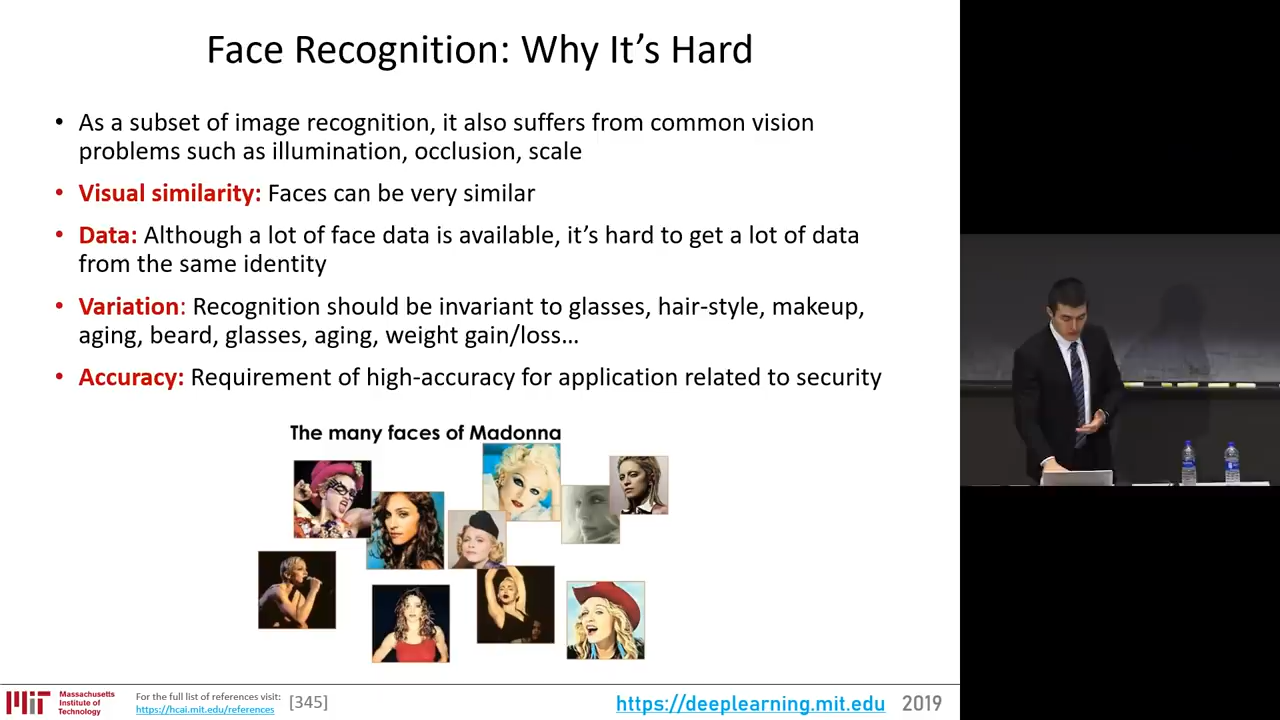 Face Recognition: Why It's Hard
• As a subset of image recognition, it also suffers from common vision
problems such as illumination, occlusion, scale
• Visual similarity: Faces can be very similar
• Data: Although a lot of face data is available, it's hard to get a lot of data
from the same identity
• Variation: Recognition should be invariant to glasses, hair-style, makeup,
aging, beard, glasses, aging, weight gain/loss…
• Accuracy: Requirement of high-accuracy for application related to security
The many faces of Madonna
MIT
Massachusetts
Institute of
Technology
For the full list of references visit:
https://hcai.mit.edu/references
[345]
https://deeplearning.mit.edu 2019